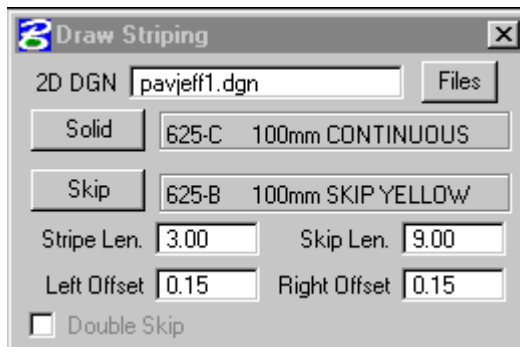 Draw Striping
2D DGN pavjeff1.dgn Files
Solid 625-C 100mm CONTINUOUS
Skip 625-B 100mm SKIP YELLOW
Stripe Len. 3.00 Skip Len. 9.00
Left Offset 0.15 Right Offset 0.15
Double Skip